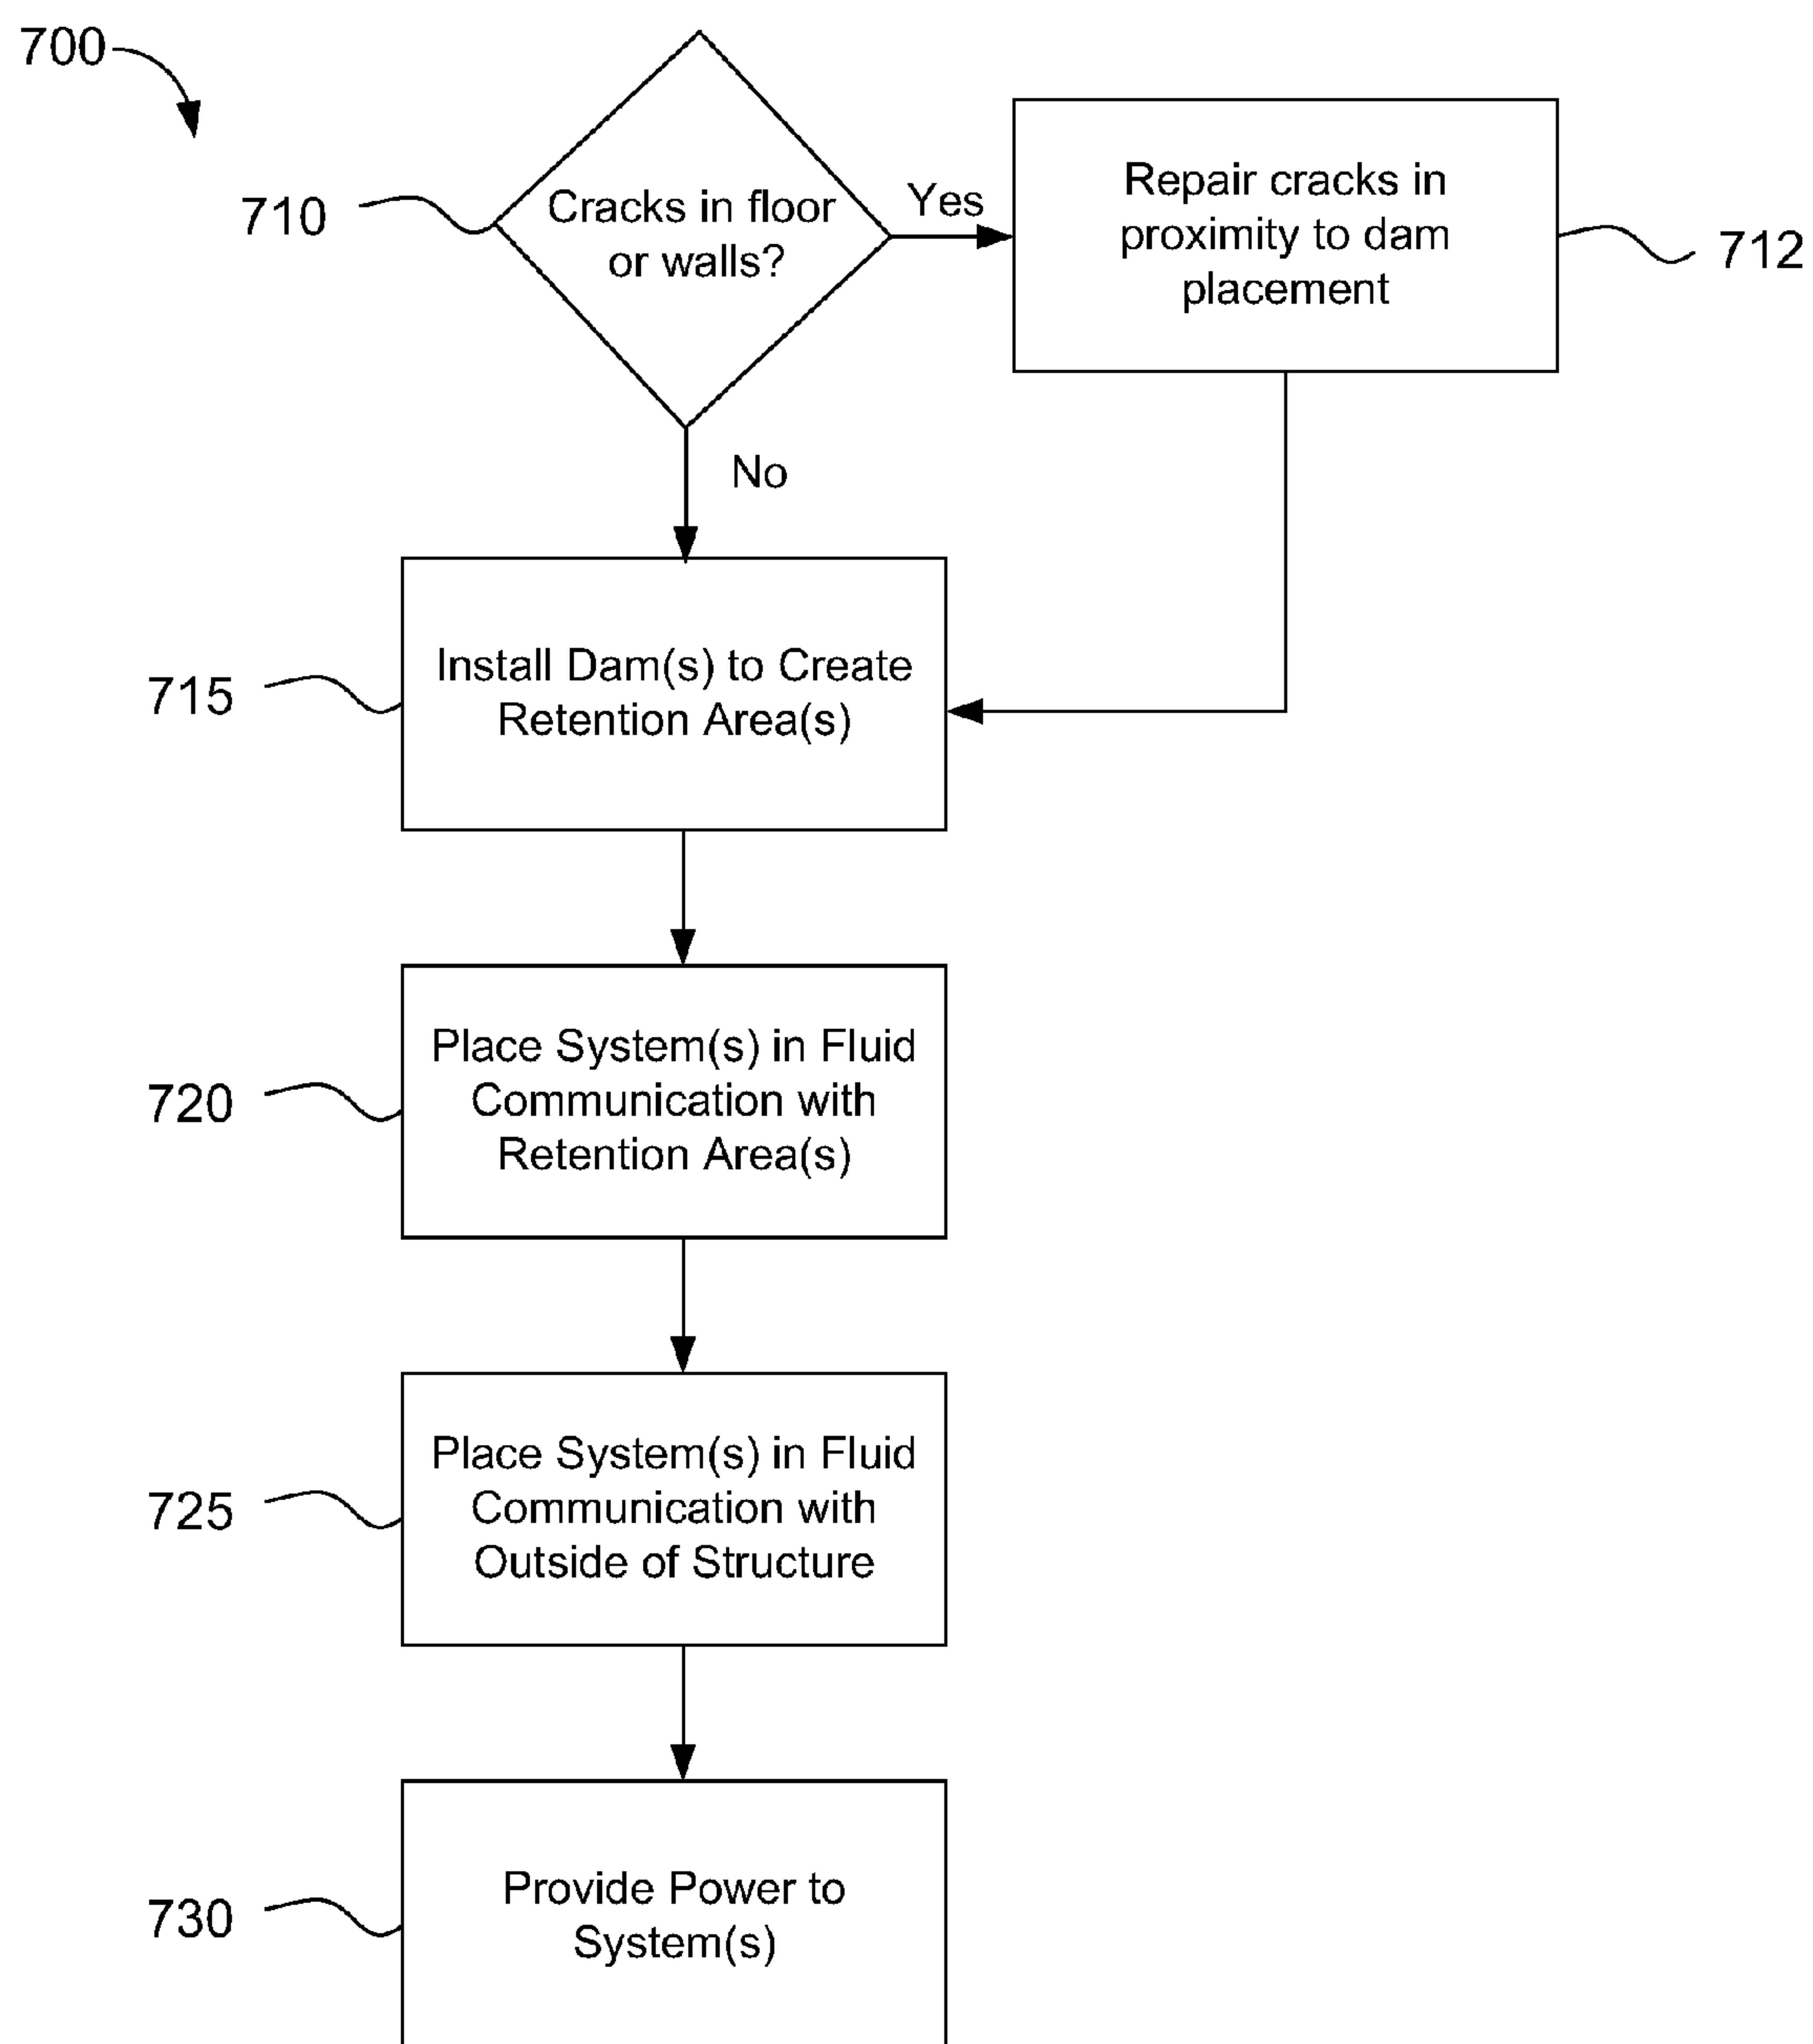 700
710
Cracks in floor
or walls?
Yes
Repair cracks in
proximity to dam
placement
712
No
715
Install Dam(s) to Create
Retention Area(s)
720
Place System(s) in Fluid
Communication with
Retention Area(s)
725
Place System(s) in Fluid
Communication with
Outside of Structure
730
Provide Power to
System(s)